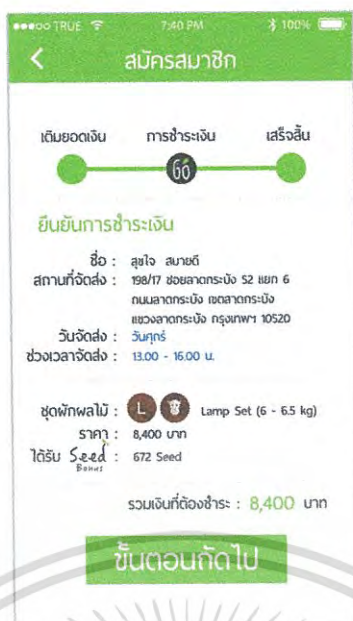 TRUE 7:40 PM 100%
สมัครสมาชิก
เติมยอดเงิน การชำระเงิน เสร็จสิ้น
ยืนยันการชำระเงิน
ชื่อ : สุขใจ สบายดี
สถานที่จัดส่ง : 198/17 ซอยลาดกระบัง 52 แยก 6
ถนนลาดกระบัง เขตลาดกระบัง
แขวงลาดกระบัง กรุงเทพฯ 10520
วันจัดส่ง : วันศุกร์
ช่วงเวลาจัดส่ง : 13.00 - 16.00 น.
ชุดผักผลไม้ : L Lamp Set (6 - 6.5 kg)
ราคา : 8,400 บาท
ได้รับ Seed Bonus : 672 Seed
รวมเงินที่ต้องชำระ : 8,400 บาท
ขั้นตอนถัดไป